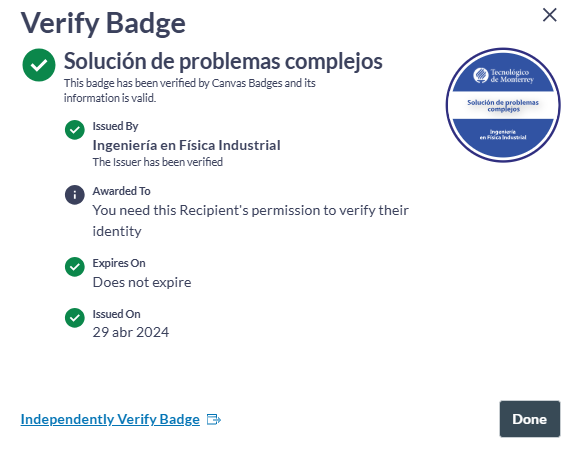 Verify Badge
Solución de problemas complejos
This badge has been verified by Canvas Badges and its
information is valid.
Issued By
Ingeniería en Física Industrial
The Issuer has been verified
Awarded To
You need this Recipient's permission to verify their
identity
Expires On
Does not expire
Issued On
29 abr 2024
Tecnológico
de Monterrey
Solución de problemas
complejos
Ingeniería
en Física Industrial
Independently Verify Badge
Done